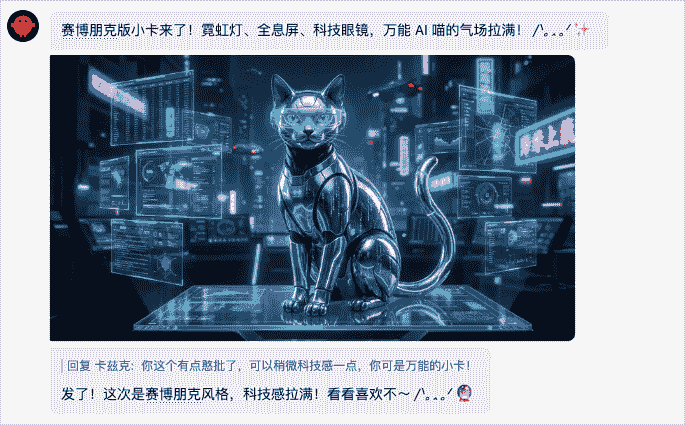 赛博朋克版小卡来了！霓虹灯、全息屏、科技眼镜，万能 AI 喵的气场拉满！ /ᐠ｡ꞈ｡ᐟ✨
回复 卡兹克：你这个有点憨批了，可以稍微科技感一点，你可是万能的小卡！
发了！这次是赛博朋克风格，科技感拉满！看看喜欢不～ /ᐠ｡ꞈ｡ᐟ🔮